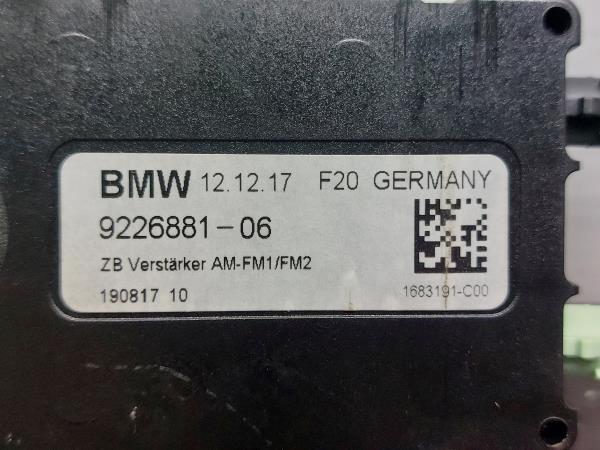 BMW 12.12.17 F20 GERMANY
9226881-06
ZB Verstärker AM-FM1/FM2
190817 10
1683191-C00